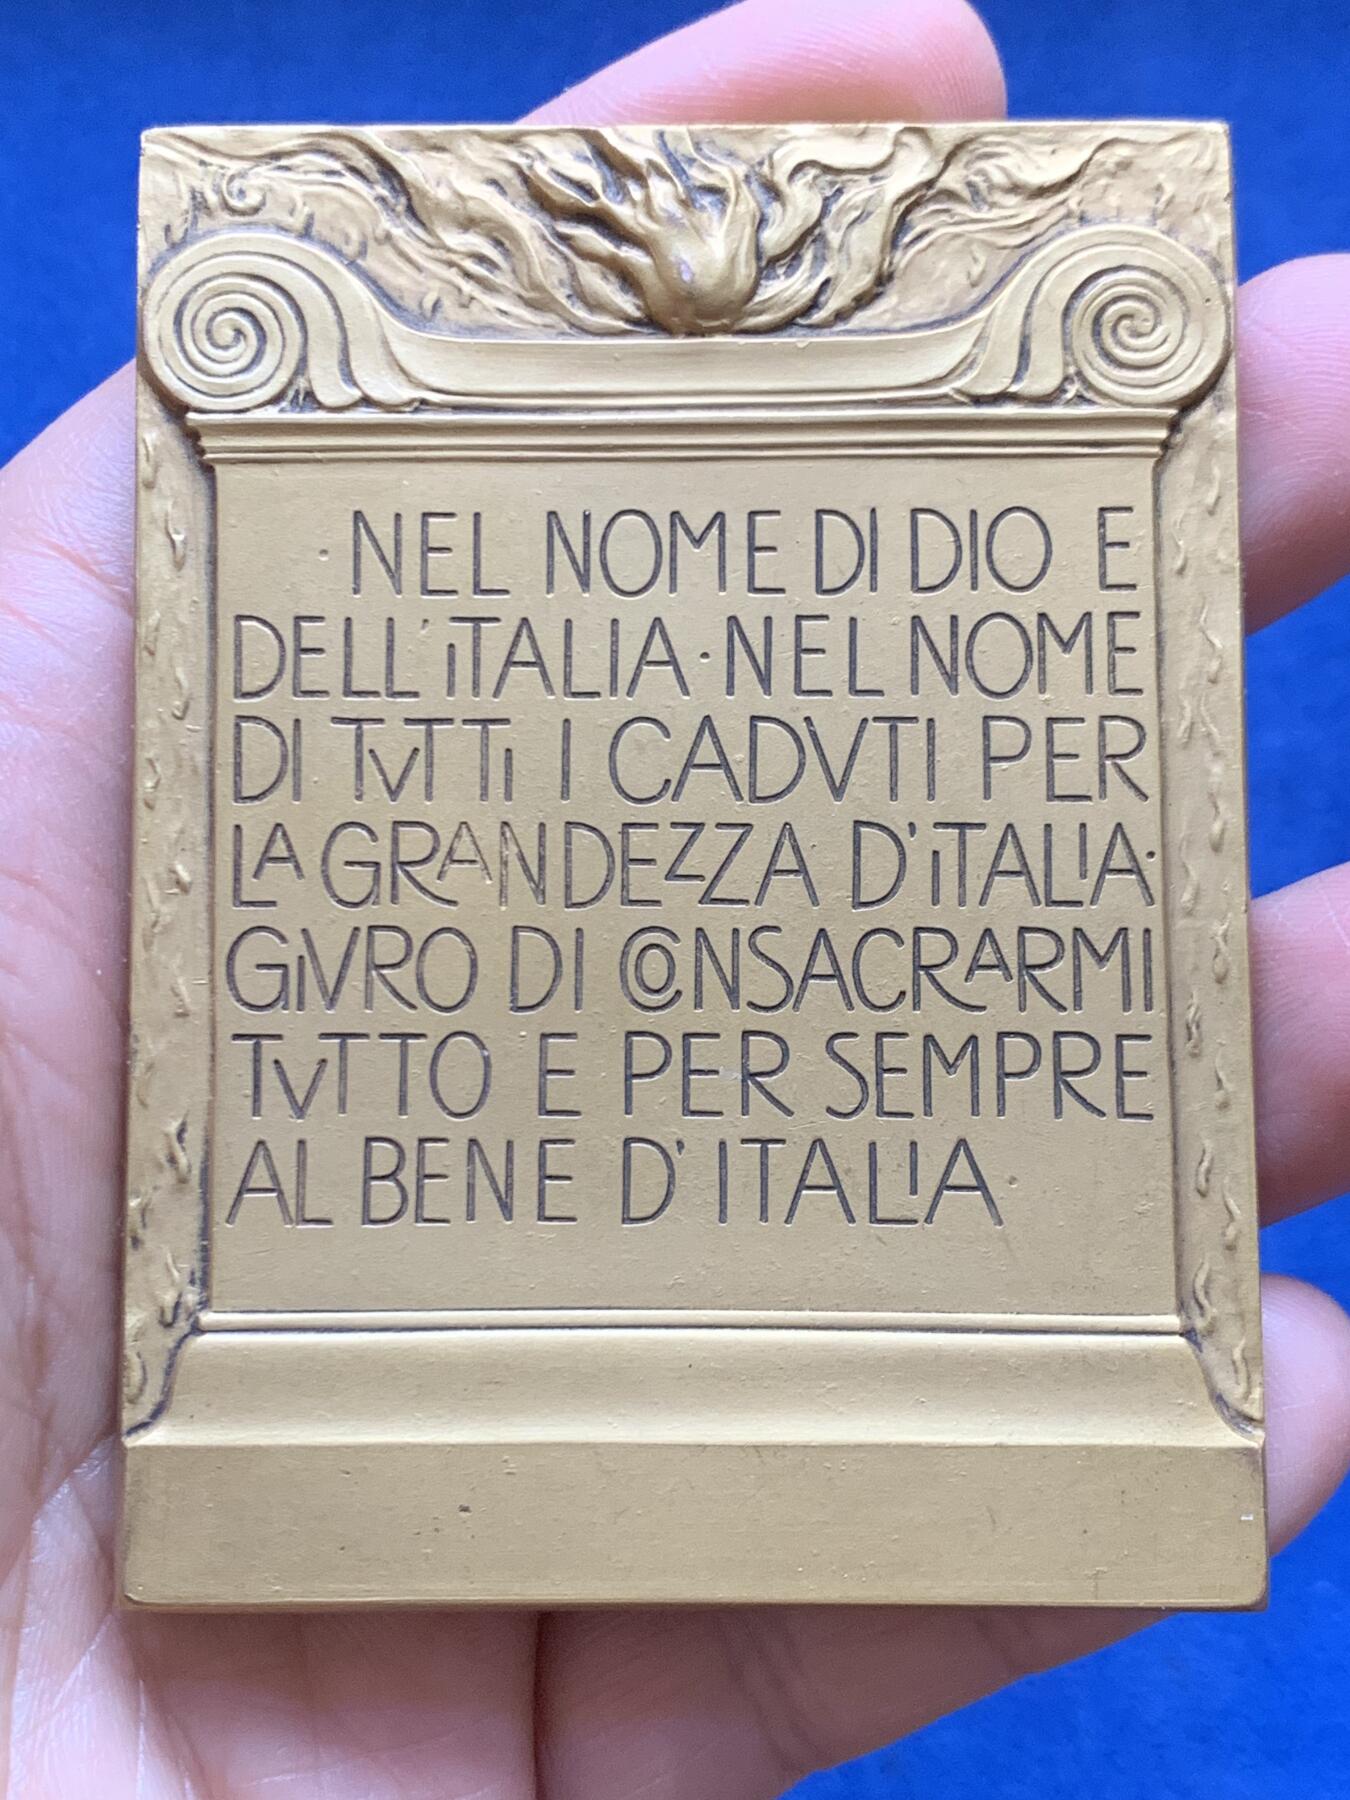 NEL NOME DI DIO E
DELL'ITALIA·NEL NOME
DI TVTTI I CADVTI PER
LA GRANDEZZA D'ITALIA·
GIVRO DI CONSACRARMI
TVTTO E PER SEMPRE
AL BENE D'ITALIA